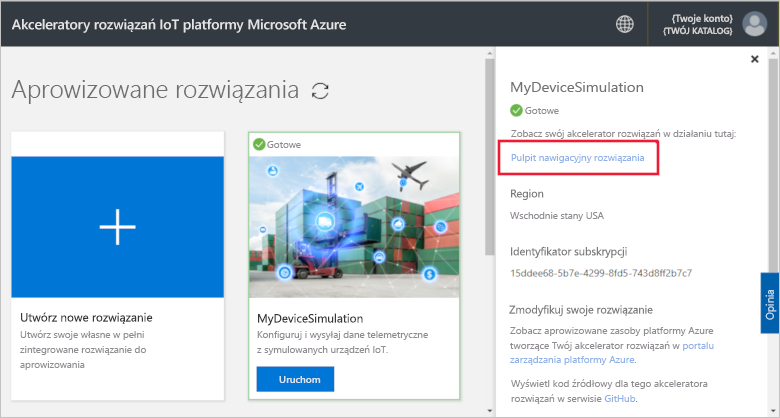 Akceleratory rozwiązań IoT platformy Microsoft Azure
{Twoje konto}
{TWÓJ KATALOG}
Aprowizowane rozwiązania
Utwórz nowe rozwiązanie
Utwórz swoje własne w pełni
zintegrowane rozwiązanie do
aprowizowania
Gotowe
MyDeviceSimulation
Konfiguruj i wysyłaj dane telemetryczne
z symulowanych urządzeń IoT.
Uruchom
MyDeviceSimulation
Gotowe
Zobacz swój akcelerator rozwiązań w działaniu tutaj:
Pulpit nawigacyjny rozwiązania
Region
Wschodnie stany USA
Identyfikator subskrypcji
15ddee68-5b7e-4299-8fd5-743d8ff2b7c7
Zmodyfikuj swoje rozwiązanie
Zobacz aprowizowane zasoby platformy Azure
tworzące Twój akcelerator rozwiązań w portalu
zarządzania platformy Azure.
Wyświetl kod źródłowy dla tego akceleratora
rozwiązań w serwisie GitHub.
Opinia